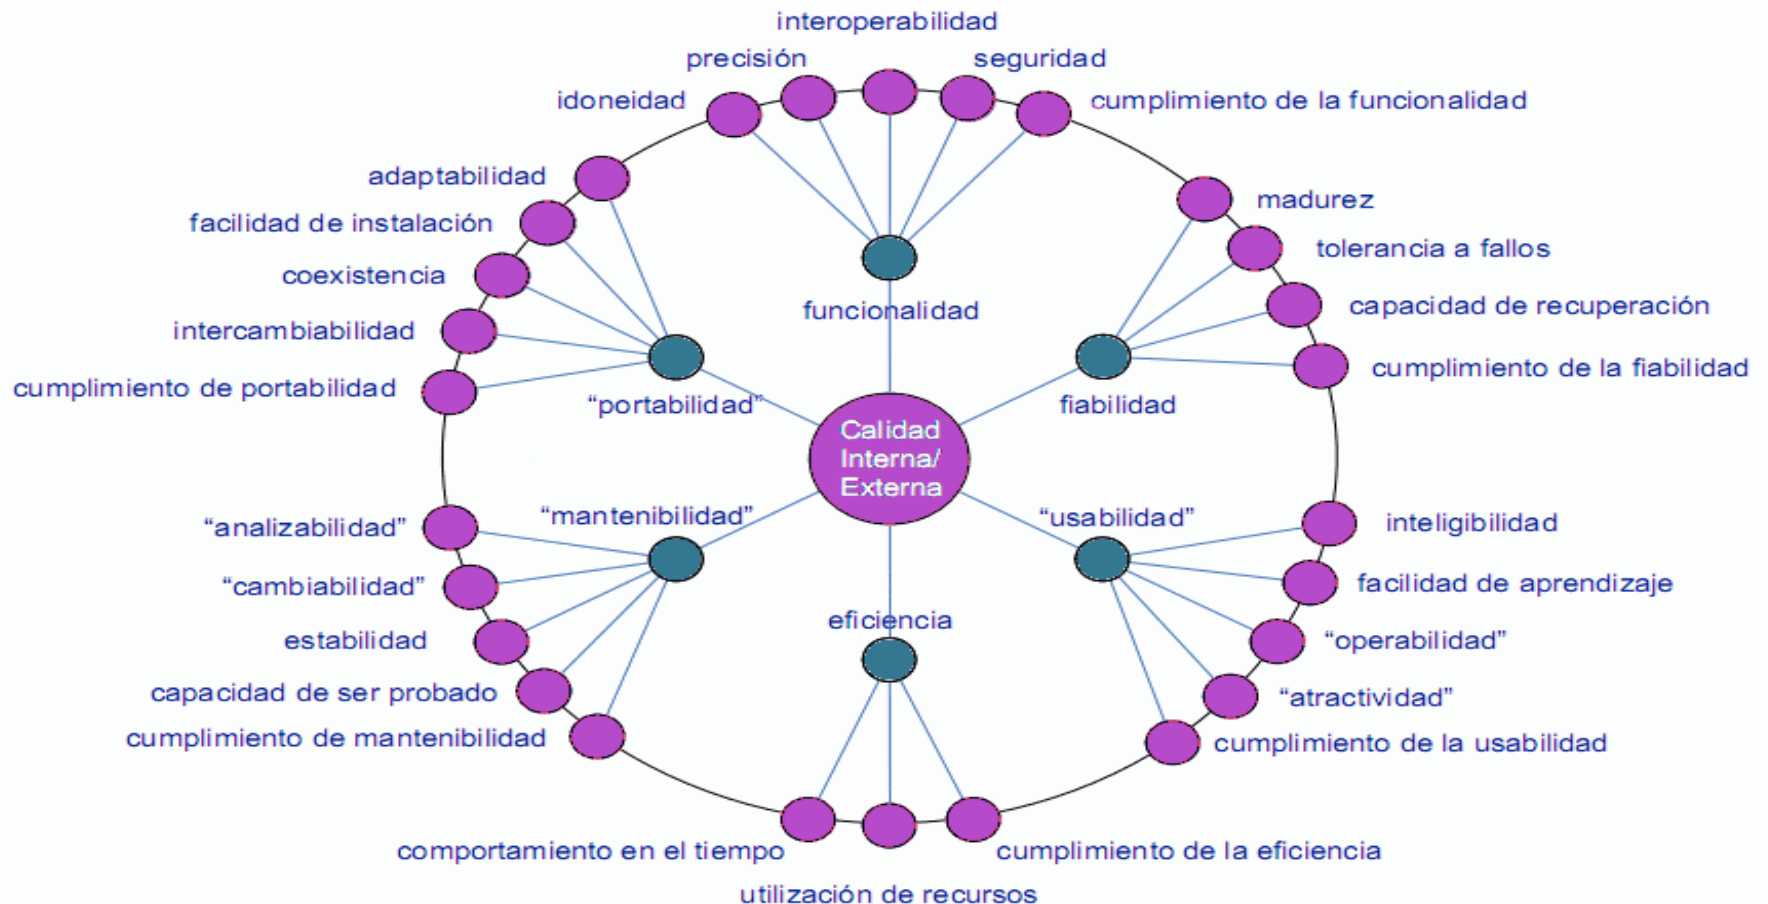 interoperabilidad
precisión
seguridad
idoneidad
cumplimiento de la funcionalidad
adaptabilidad
madurez
facilidad de instalación
tolerancia a fallos
coexistencia
capacidad de recuperación
funcionalidad
intercambiabilidad
cumplimiento de la fiabilidad
cumplimiento de portabilidad
“portabilidad”
fiabilidad
Calidad
Interna/
Externa
“mantenibilidad”
“usabilidad”
“analizabilidad”
inteligibilidad
“cambiabilidad”
facilidad de aprendizaje
eficiencia
estabilidad
“operabilidad”
capacidad de ser probado
“atractividad”
cumplimiento de mantenibilidad
cumplimiento de la usabilidad
comportamiento en el tiempo
cumplimiento de la eficiencia
utilización de recursos